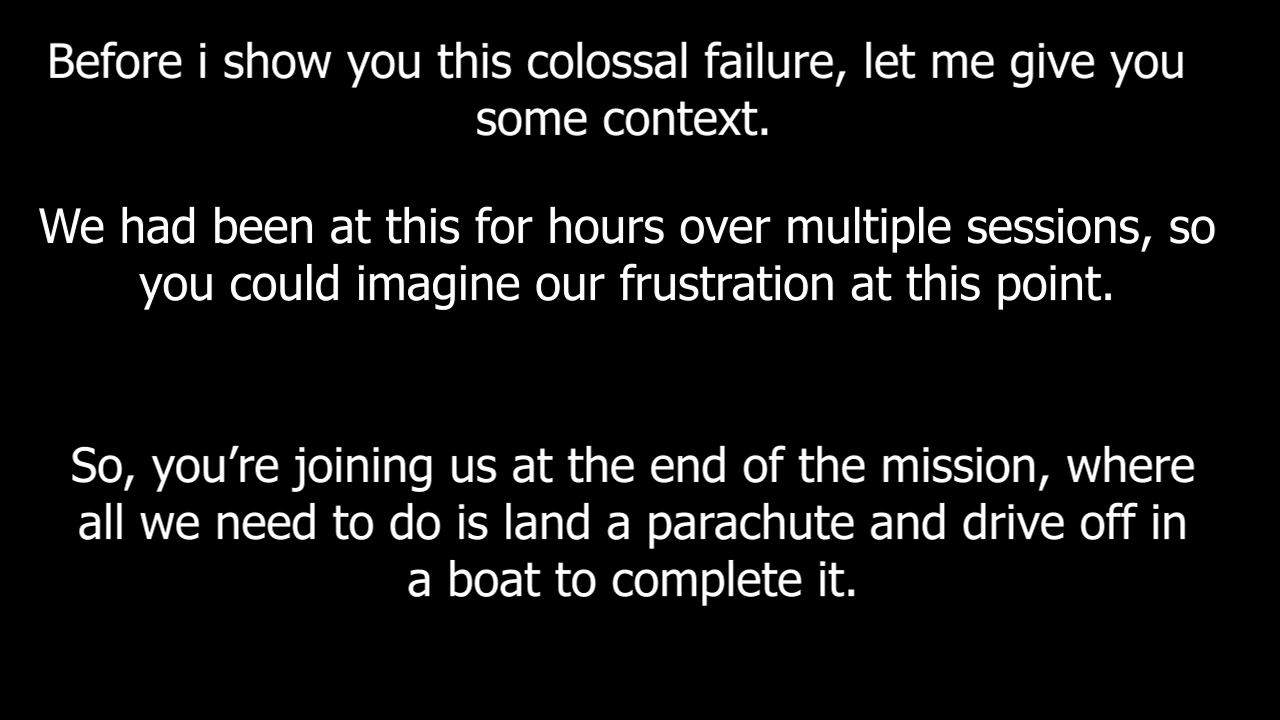 Before i show you this colossal failure, let me give you
some context.
We had been at this for hours over multiple sessions, so
you could imagine our frustration at this point.
So, you’re joining us at the end of the mission, where
all we need to do is land a parachute and drive off in
a boat to complete it.